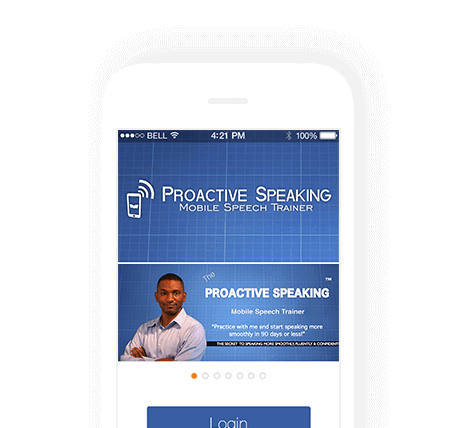 BELL 4:21 PM 100%
PROACTIVE SPEAKING
MOBILE SPEECH TRAINER
The
PROACTIVE SPEAKING ™
Mobile Speech Trainer
"Practice with me and start speaking more
smoothly in 90 days or less!"
THE SECRET TO SPEAKING MORE SMOOTHLY, FLUENTLY & CONFIDENT
Login